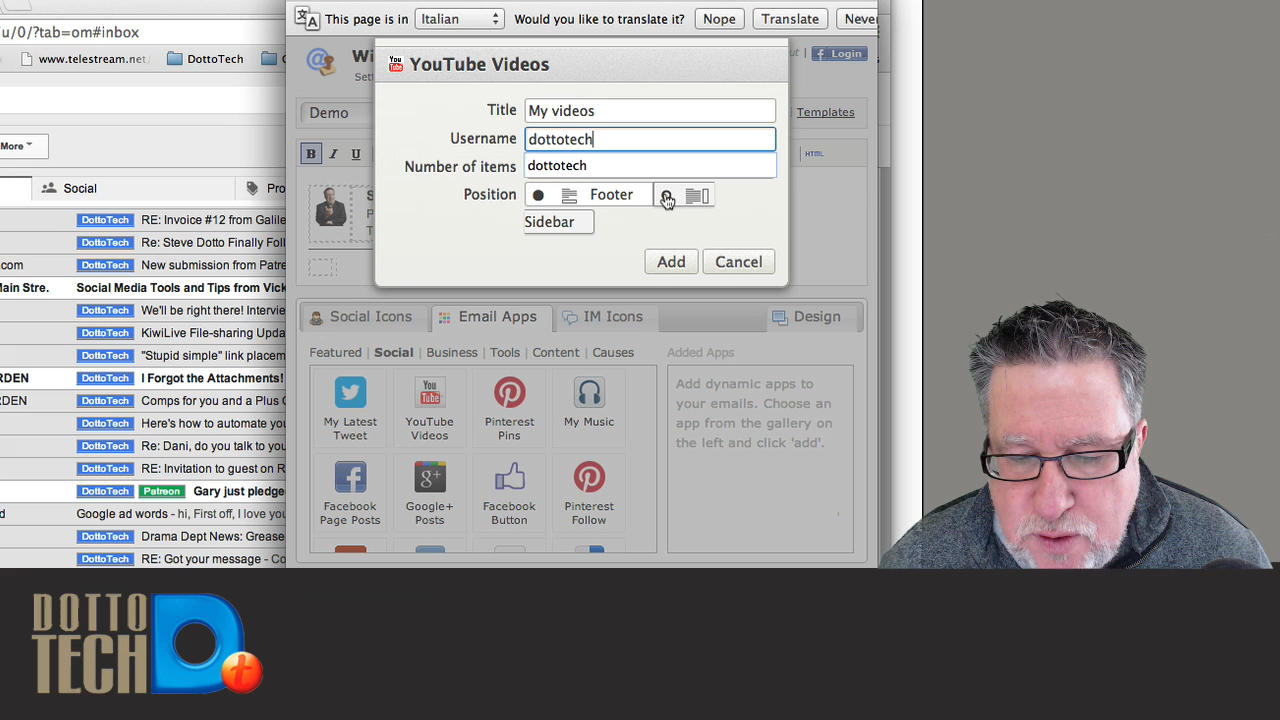 u/0/?tab=om#inbox
www.telestream.net/
DottoTech
This page is in
Italian
Would you like to translate it?
Nope
Translate
Never
Wi
Set
Login
YouTube Videos
Title
My videos
Username
dottotech
Number of items
dottotech
Position
Footer
Sidebar
Add
Cancel
Demo
Templates
B I U
HTML
More
Social
Pro
DottoTech RE: Invoice #12 from Galile
DottoTech Re: Steve Dotto Finally Foll
.com DottoTech New submission from Patre
Main Stre. Social Media Tools and Tips from Vick
DottoTech We'll be right there! Intervie
DottoTech KiwiLive File-sharing Upda
DottoTech "Stupid simple" link placem
RDEN DottoTech I Forgot the Attachments!
RDEN DottoTech Comps for you and a Plus
DottoTech Here's how to automate you
DottoTech Re: Dani, do you talk to you
DottoTech RE: Invitation to guest on R
DottoTech Patreon Gary just pledge
Google ad words - hi, First off, I love you
DottoTech Drama Dept News: Grease
DottoTech RE: Got your message - Co
Social Icons
Email Apps
IM Icons
Design
Featured | Social | Business | Tools | Content | Causes
Added Apps
My Latest
Tweet
You
Tube
YouTube
Videos
Pinterest
Pins
My Music
Facebook
Page Posts
Google+
Posts
Facebook
Button
Pinterest
Follow
Add dynamic apps to
your emails. Choose an
app from the gallery on
the left and click 'add'.
DOTTO
TECH
t